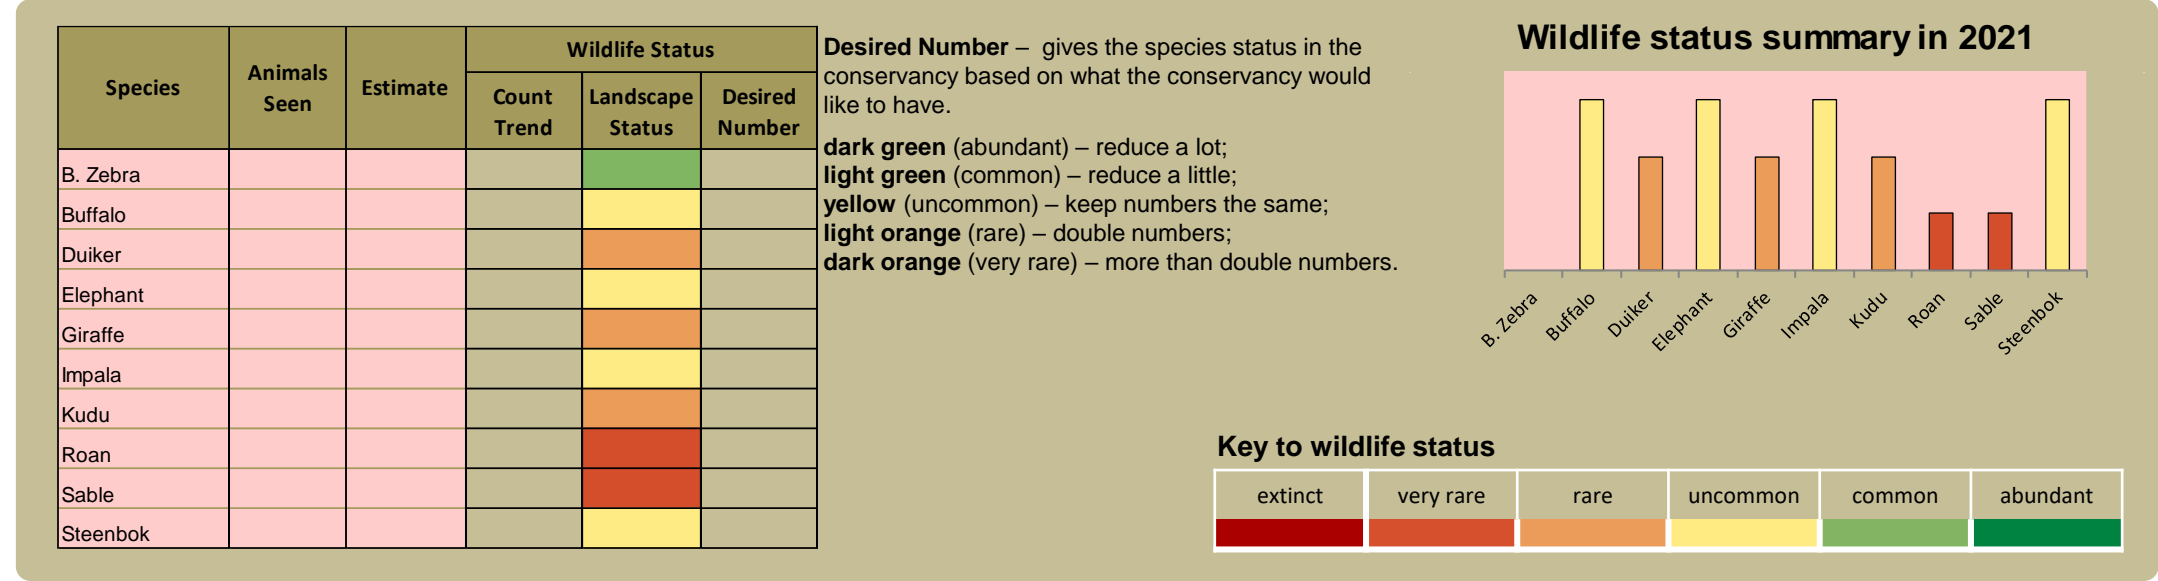 Species
Animals Seen
Estimate
Wildlife Status
Count Trend
Landscape Status
Desired Number
B. Zebra
Buffalo
Duiker
Elephant
Giraffe
Impala
Kudu
Roan
Sable
Steenbok
Desired Number – gives the species status in the
conservancy based on what the conservancy would
like to have.
dark green (abundant) – reduce a lot;
light green (common) – reduce a little;
yellow (uncommon) – keep numbers the same;
light orange (rare) – double numbers;
dark orange (very rare) – more than double numbers.
Wildlife status summary in 2021
B. Zebra
Buffalo
Duiker
Elephant
Giraffe
Impala
Kudu
Roan
Sable
Steenbok
Key to wildlife status
extinct very rare rare uncommon common abundant